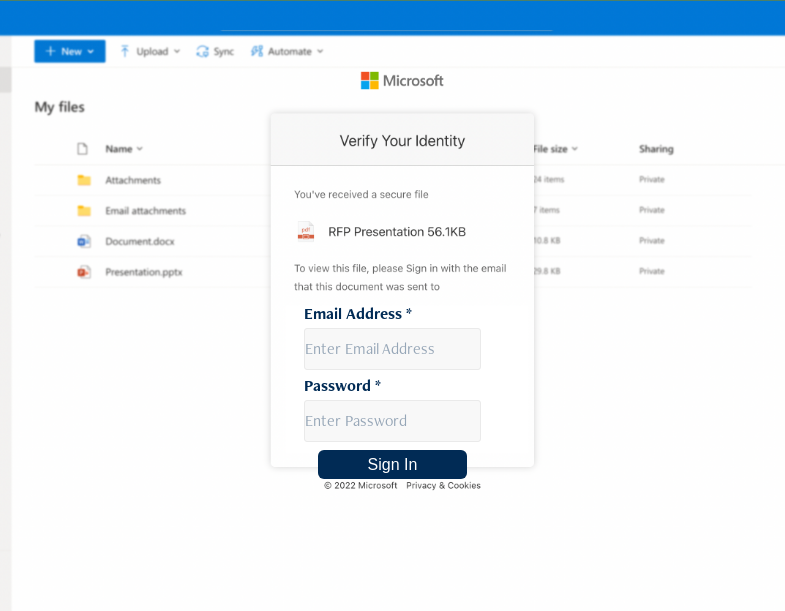 New
Upload
Sync
Automate
Microsoft
My files
Verify Your Identity
Name
File size
Sharing
You've received a secure file
Attachments
24 items
Private
Email attachments
7 items
Private
pdf
RFP Presentation 56.1KB
Document.docx
10.8 KB
Private
Presentation.pptx
29.8 KB
Private
To view this file, please Sign in with the email
that this document was sent to
Email Address *
Enter Email Address
Password *
Enter Password
Sign In
© 2022 Microsoft Privacy & Cookies